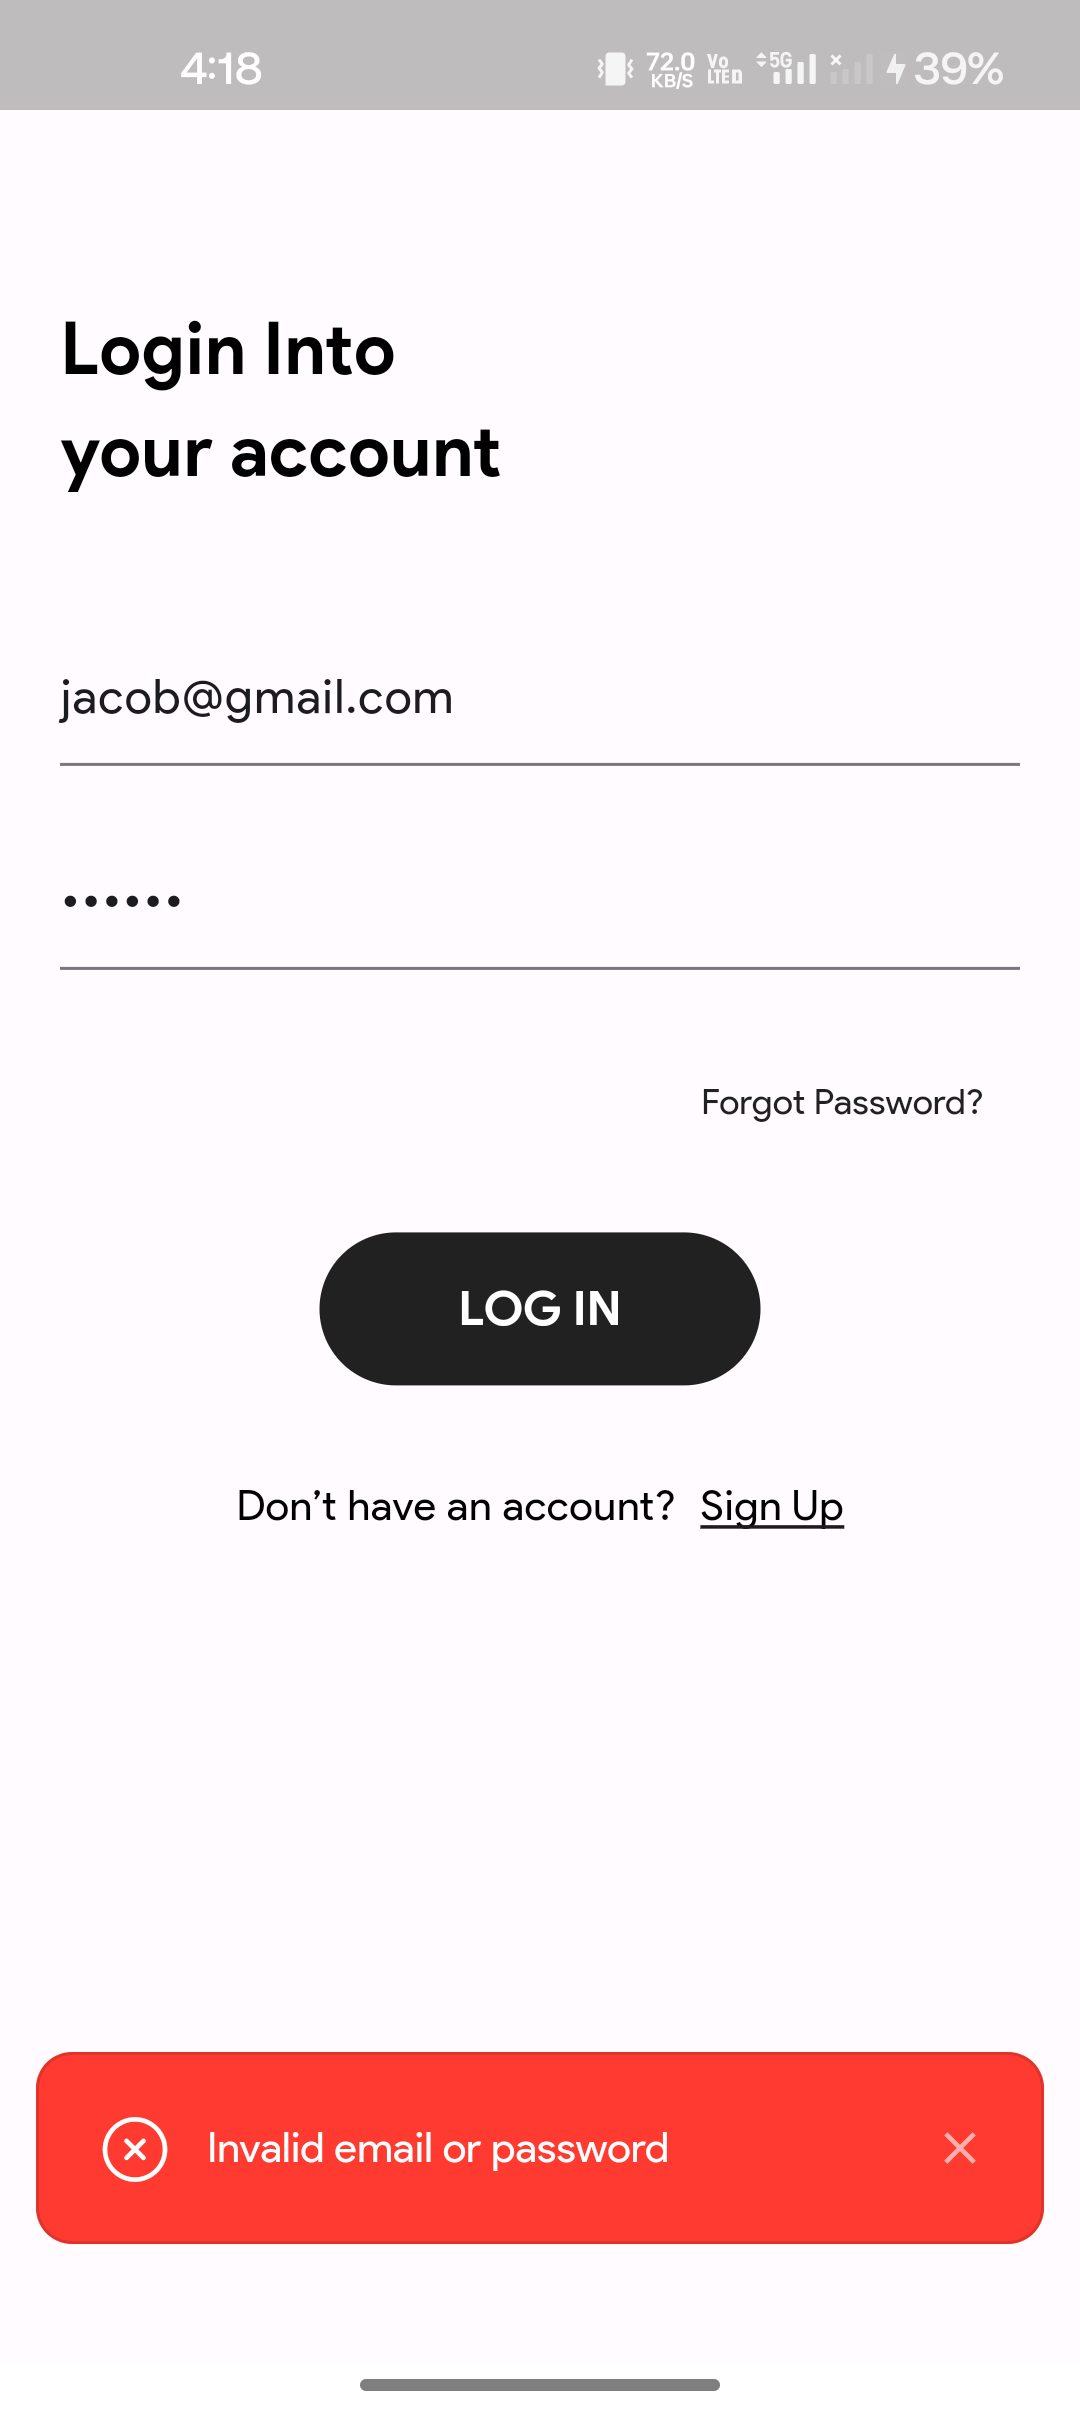 4:18
72.0
KB/S
Vo
LTE D
5G
39%
Login Into
your account
jacob@gmail.com
••••••
Forgot Password?
LOG IN
Don’t have an account? Sign Up
Invalid email or password